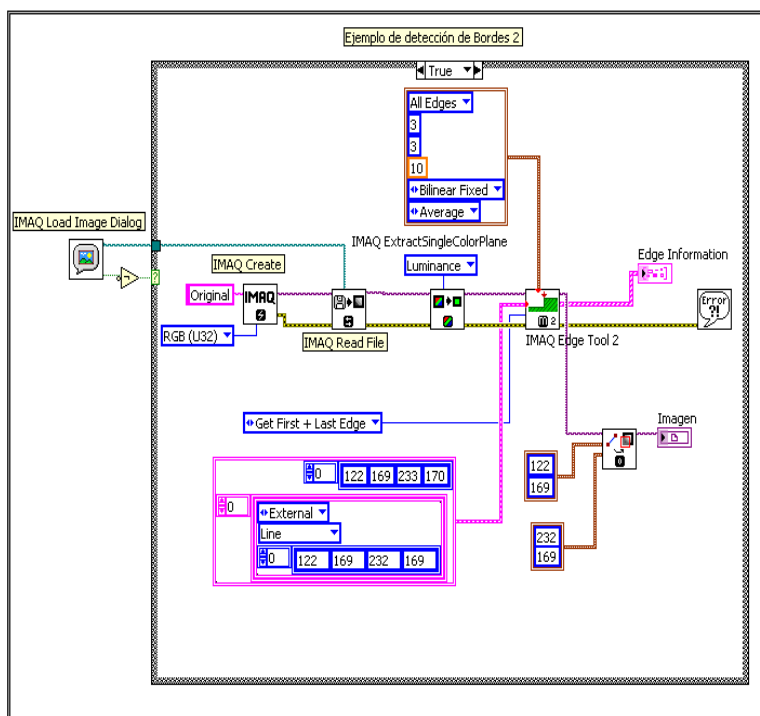 Ejemplo de detección de Bordes 2
True
All Edges
3
3
10
Bilinear Fixed
Average
IMAQ Load Image Dialog
IMAQ ExtractSingleColorPlane
Edge Information
IMAQ Create
Luminance
?
Original
IMAQ
2
Error
?!
RGB (U32)
IMAQ Read File
IMAQ Edge Tool 2
Get First + Last Edge
Imagen
0
0 122 169 233 170
122
169
0
External
Line
0 122 169 232 169
232
169